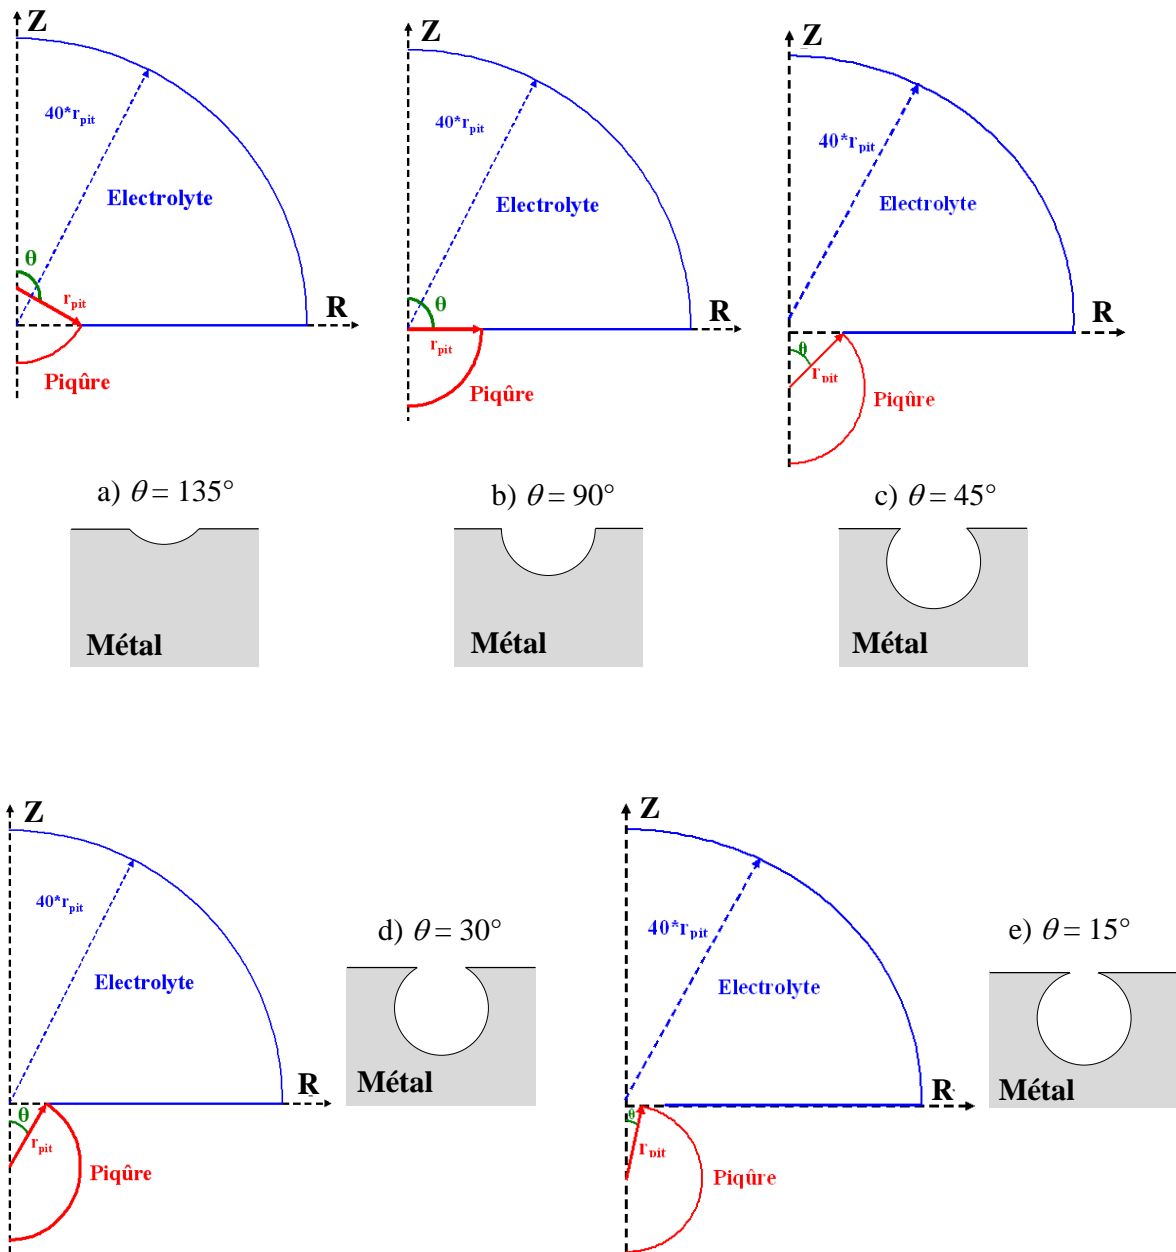 Z
40*rpit
Electrolyte
θ
rpit
R
Piqûre
a) θ = 135°
Métal
Z
40*rpit
Electrolyte
θ
rpit
R
Piqûre
b) θ = 90°
Métal
Z
40*rpit
Electrolyte
R
θ
rpit
Piqûre
c) θ = 45°
Métal
Z
40*rpit
Electrolyte
R
θ
rpit
Piqûre
d) θ = 30°
Métal
Z
40*rpit
Electrolyte
R
θ
rpit
Piqûre
e) θ = 15°
Métal